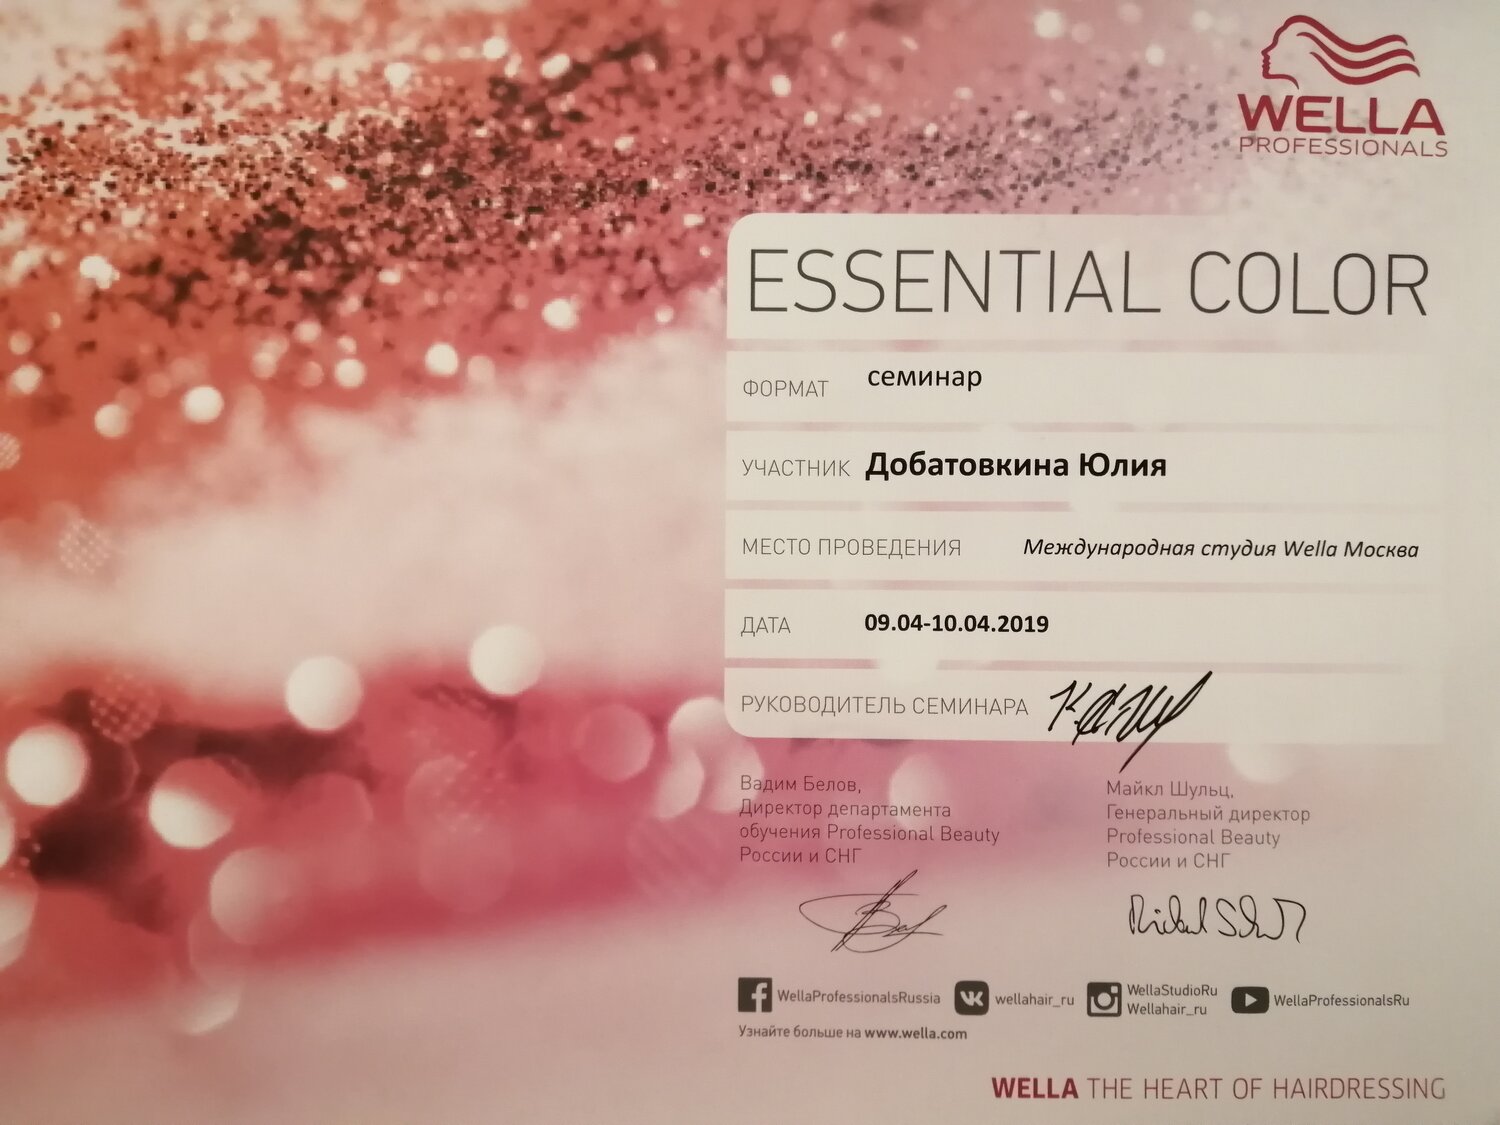 WELLA
PROFESSIONALS
ESSENTIAL COLOR
ФОРМАТ семинар
УЧАСТНИК Добатовкина Юлия
МЕСТО ПРОВЕДЕНИЯ Международная студия Wella Москва
ДАТА 09.04-10.04.2019
РУКОВОДИТЕЛЬ СЕМИНАРА
Вадим Белов,
Директор департамента
обучения Professional Beauty
России и СНГ
Майкл Шульц,
Генеральный директор
Professional Beauty
России и СНГ
WellaProfessionalsRussia
wellahair_ru
WellaStudioRu
Wellahair_ru
WellaProfessionalsRu
Узнайте больше на www.wella.com
WELLA THE HEART OF HAIRDRESSING